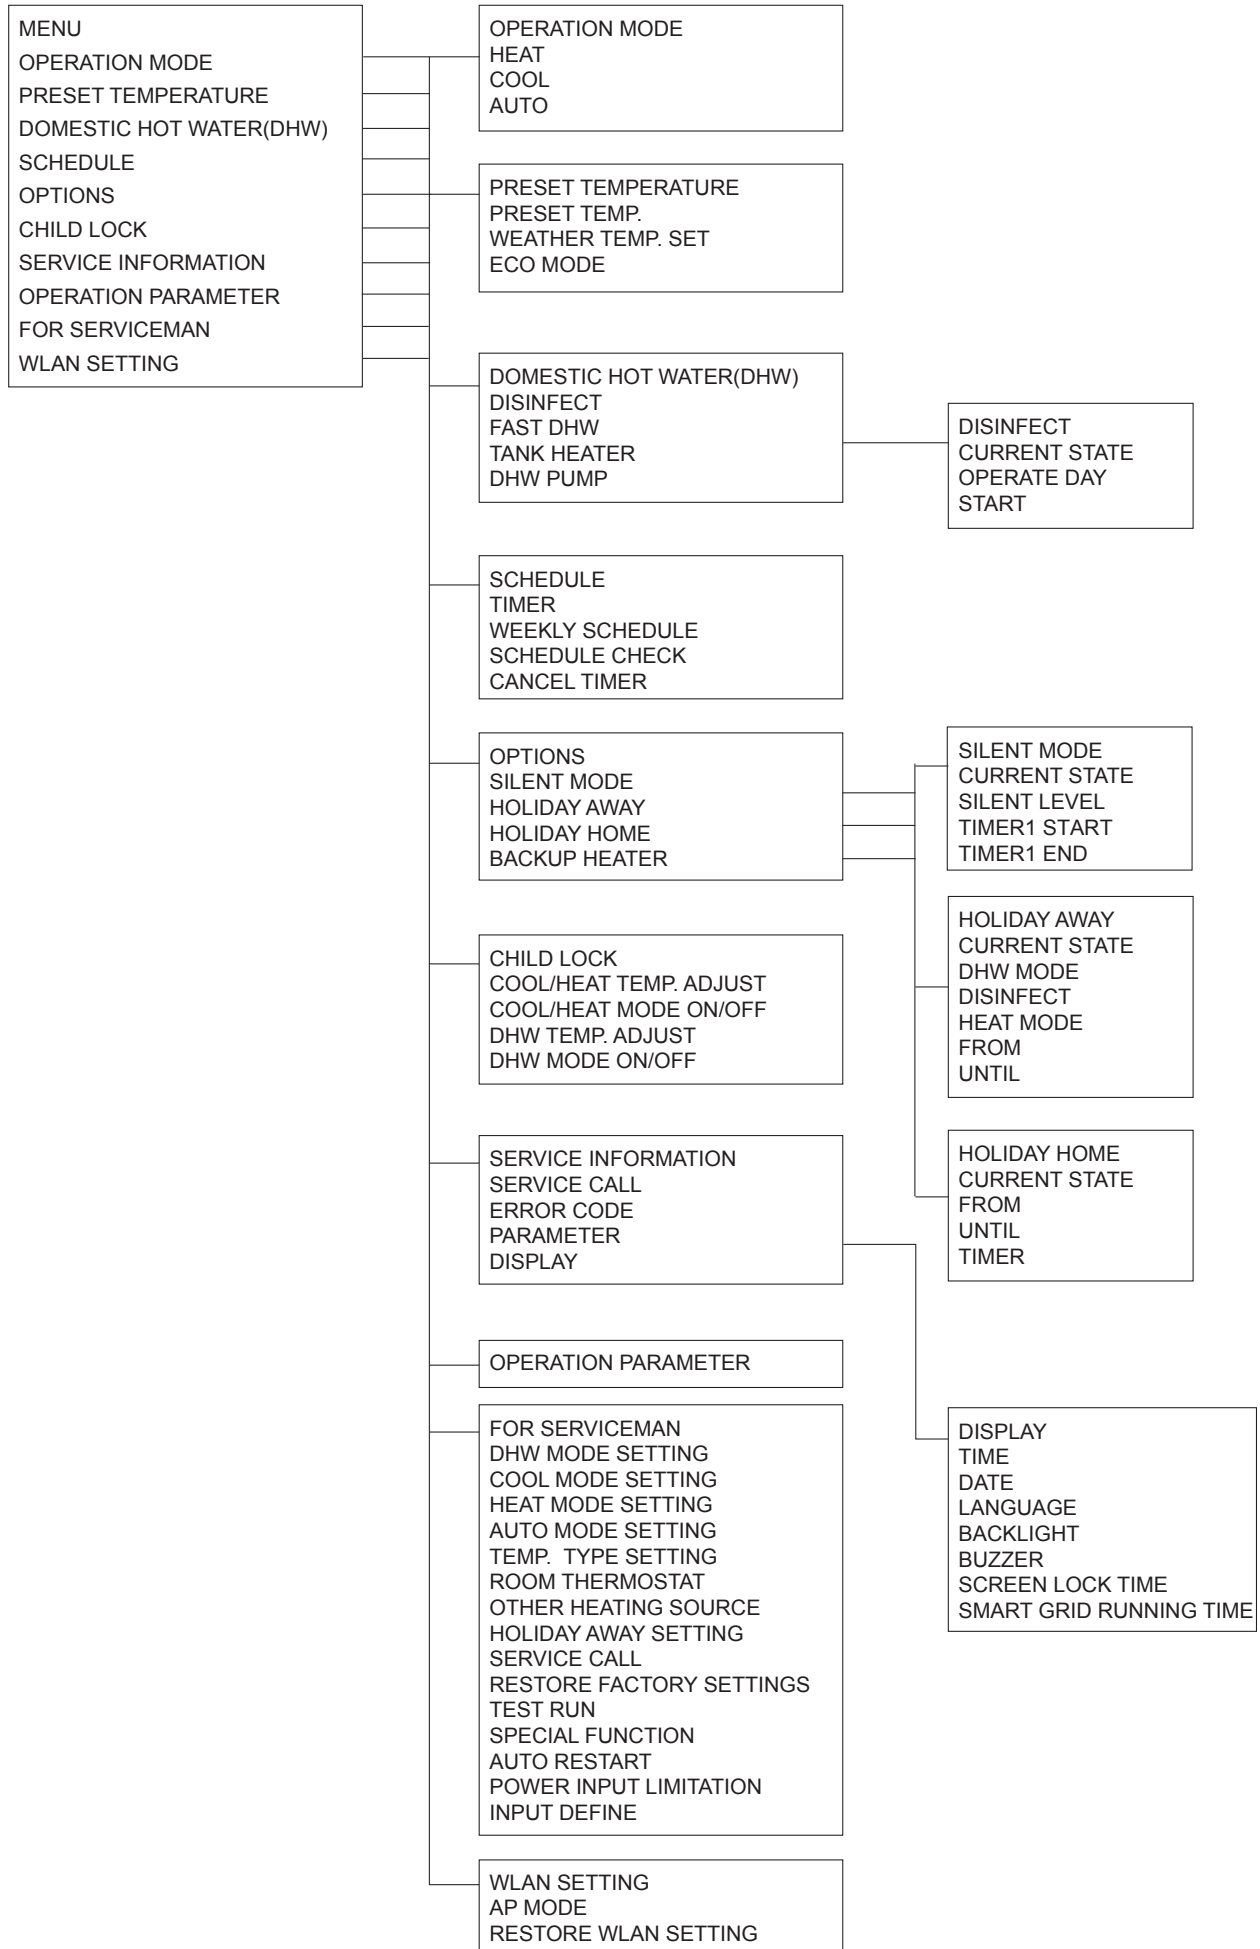 MENU
OPERATION MODE
PRESET TEMPERATURE
DOMESTIC HOT WATER(DHW)
SCHEDULE
OPTIONS
CHILD LOCK
SERVICE INFORMATION
OPERATION PARAMETER
FOR SERVICEMAN
WLAN SETTING
OPERATION MODE
HEAT
COOL
AUTO
PRESET TEMPERATURE
PRESET TEMP.
WEATHER TEMP. SET
ECO MODE
DOMESTIC HOT WATER(DHW)
DISINFECT
FAST DHW
TANK HEATER
DHW PUMP
DISINFECT
CURRENT STATE
OPERATE DAY
START
SCHEDULE
TIMER
WEEKLY SCHEDULE
SCHEDULE CHECK
CANCEL TIMER
OPTIONS
SILENT MODE
HOLIDAY AWAY
HOLIDAY HOME
BACKUP HEATER
SILENT MODE
CURRENT STATE
SILENT LEVEL
TIMER1 START
TIMER1 END
HOLIDAY AWAY
CURRENT STATE
DHW MODE
DISINFECT
HEAT MODE
FROM
UNTIL
HOLIDAY HOME
CURRENT STATE
FROM
UNTIL
TIMER
CHILD LOCK
COOL/HEAT TEMP. ADJUST
COOL/HEAT MODE ON/OFF
DHW TEMP. ADJUST
DHW MODE ON/OFF
SERVICE INFORMATION
SERVICE CALL
ERROR CODE
PARAMETER
DISPLAY
DISPLAY
TIME
DATE
LANGUAGE
BACKLIGHT
BUZZER
SCREEN LOCK TIME
SMART GRID RUNNING TIME
OPERATION PARAMETER
FOR SERVICEMAN
DHW MODE SETTING
COOL MODE SETTING
HEAT MODE SETTING
AUTO MODE SETTING
TEMP. TYPE SETTING
ROOM THERMOSTAT
OTHER HEATING SOURCE
HOLIDAY AWAY SETTING
SERVICE CALL
RESTORE FACTORY SETTINGS
TEST RUN
SPECIAL FUNCTION
AUTO RESTART
POWER INPUT LIMITATION
INPUT DEFINE
WLAN SETTING
AP MODE
RESTORE WLAN SETTING